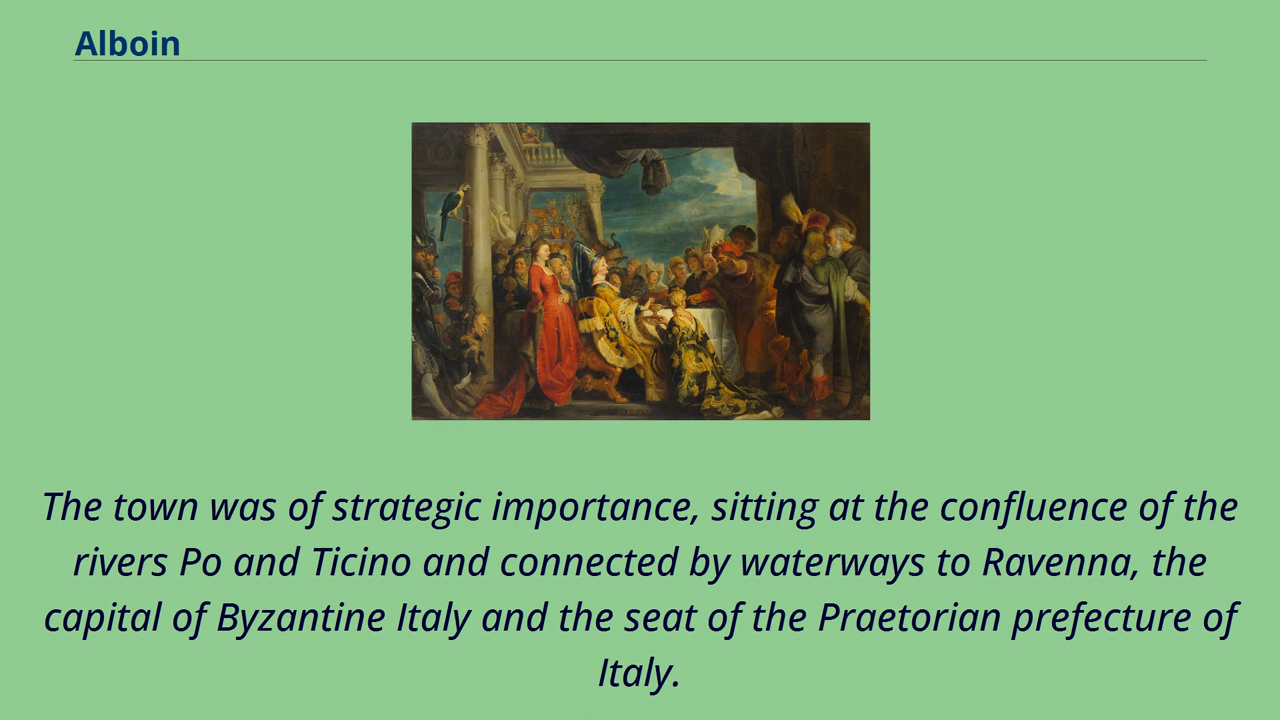 Alboin
The town was of strategic importance, sitting at the confluence of the
rivers Po and Ticino and connected by waterways to Ravenna, the
capital of Byzantine Italy and the seat of the Praetorian prefecture of
Italy.